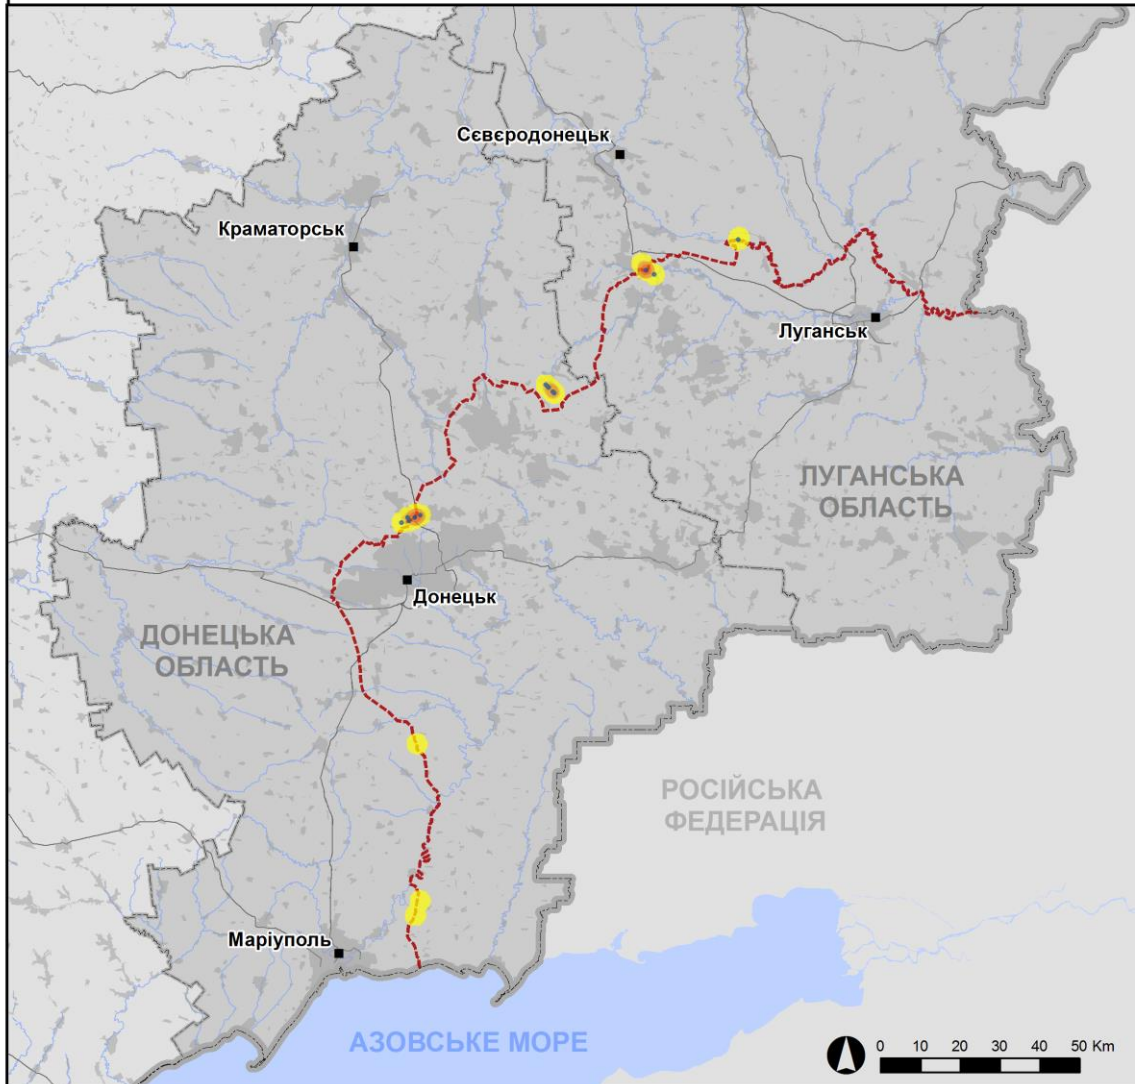 Сєвєродонецьк
Краматорськ
Луганськ
ЛУГАНСЬКА
ОБЛАСТЬ
Донецьк
ДОНЕЦЬКА
ОБЛАСТЬ
РОСІЙСЬКА
ФЕДЕРАЦІЯ
Маріуполь
АЗОВСЬКЕ МОРЕ
0 10 20 30 40 50 Km